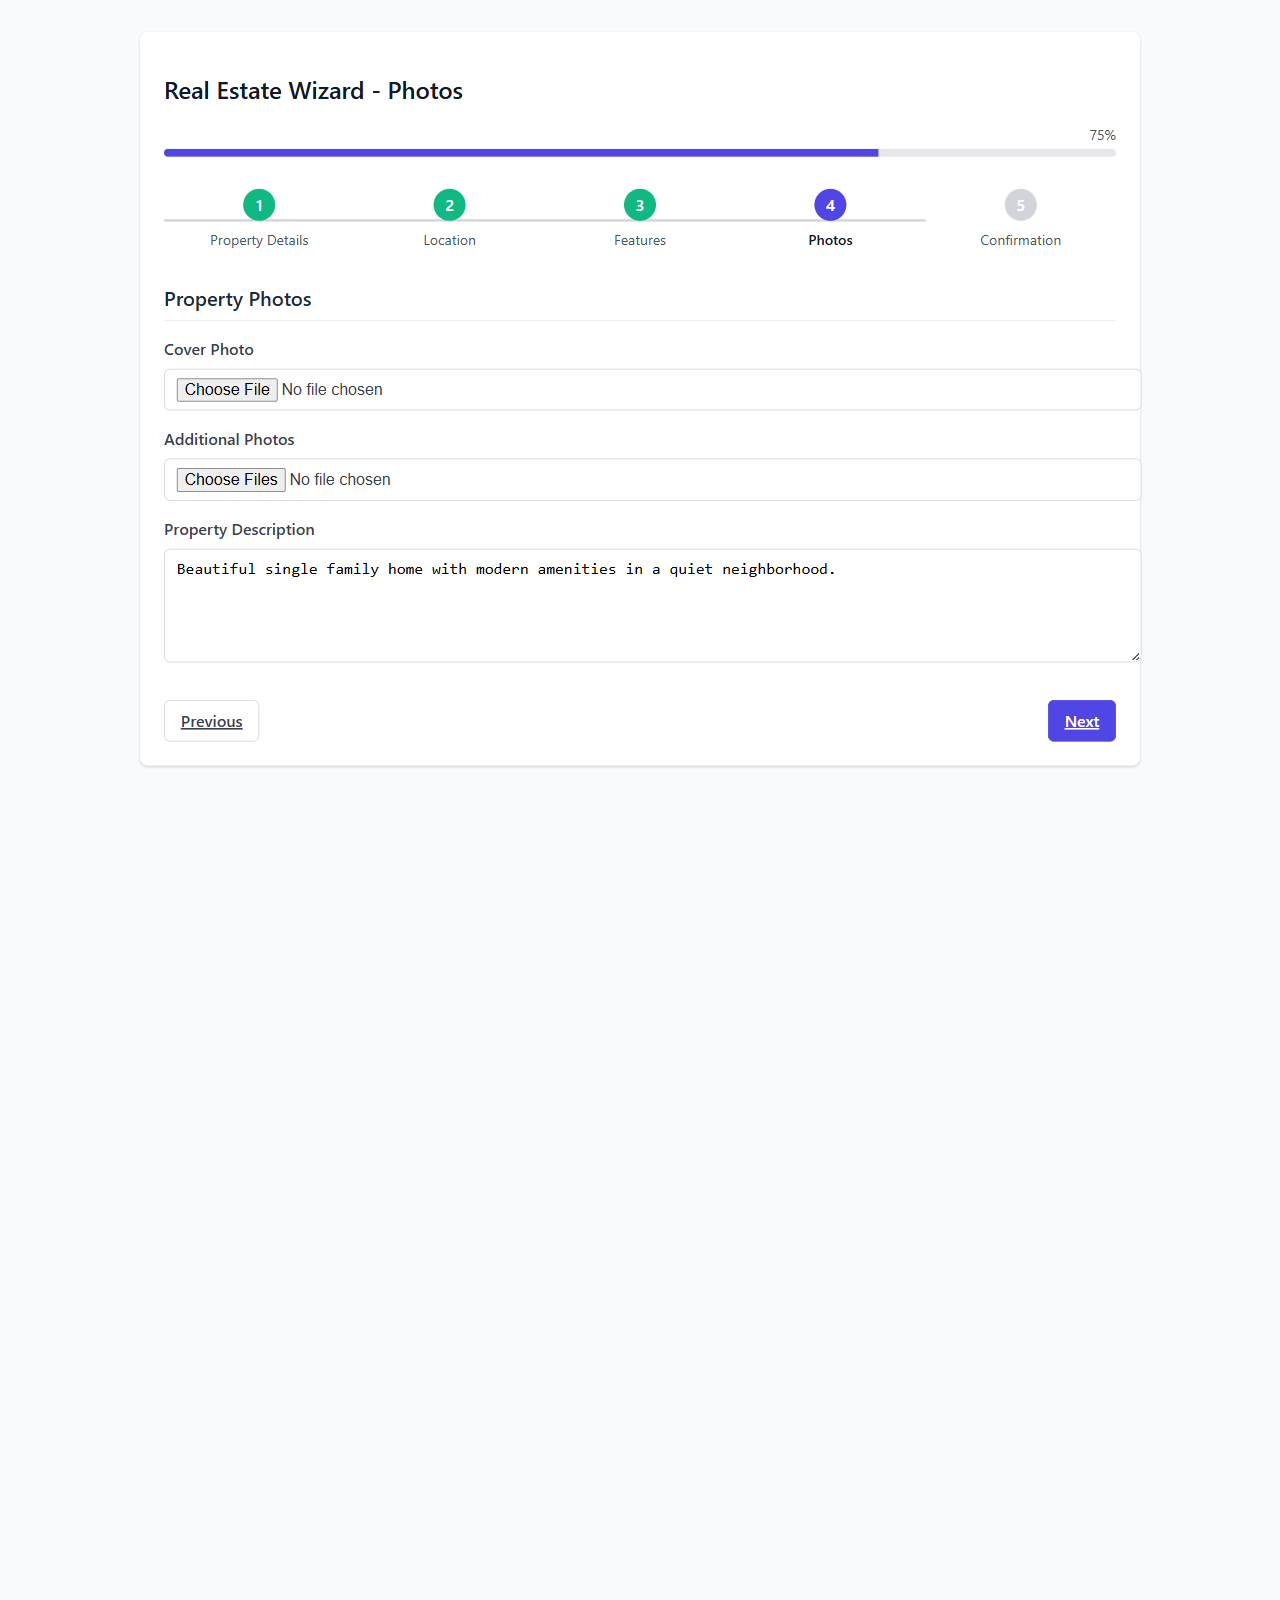 Real Estate Wizard - Photos
75%
1 2 3 4 5
Property Details Location Features Photos Confirmation
Property Photos
Cover Photo
Choose File No file chosen
Additional Photos
Choose Files No file chosen
Property Description
Beautiful single family home with modern amenities in a quiet neighborhood.
Previous Next